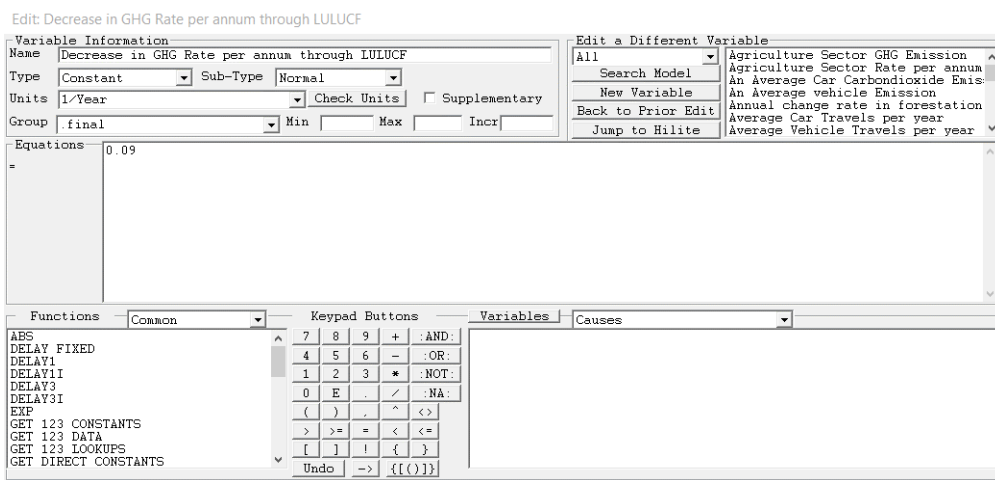 Edit: Decrease in GHG Rate per annum through LULUCF
Variable Information
Name Decrease in GHG Rate per annum through LULUCF
Type Constant Sub-Type Normal
Units 1/Year Check Units Supplementary
Group .final Min Max Incr
Edit a Different Variable
All
Search Model
New Variable
Back to Prior Edit
Jump to Hilite
Agriculture Sector GHG Emission
Agriculture Sector Rate per annum
An Average Car Carbondioxide Emis
An Average vehicle Emission
Annual change rate in forestation
Average Car Travels per year
Average Vehicle Travels per year
Equations
=
0.09
Functions Common
ABS
DELAY FIXED
DELAY1
DELAY1I
DELAY3
DELAY3I
EXP
GET 123 CONSTANTS
GET 123 DATA
GET 123 LOOKUPS
GET DIRECT CONSTANTS
Keypad Buttons
7 8 9 + :AND:
4 5 6 - :OR:
1 2 3 * :NOT:
0 E . / :NA:
( ) , ^ <>
> >= = < <=
[ ] ! { }
Undo -> {[()]}
Variables Causes